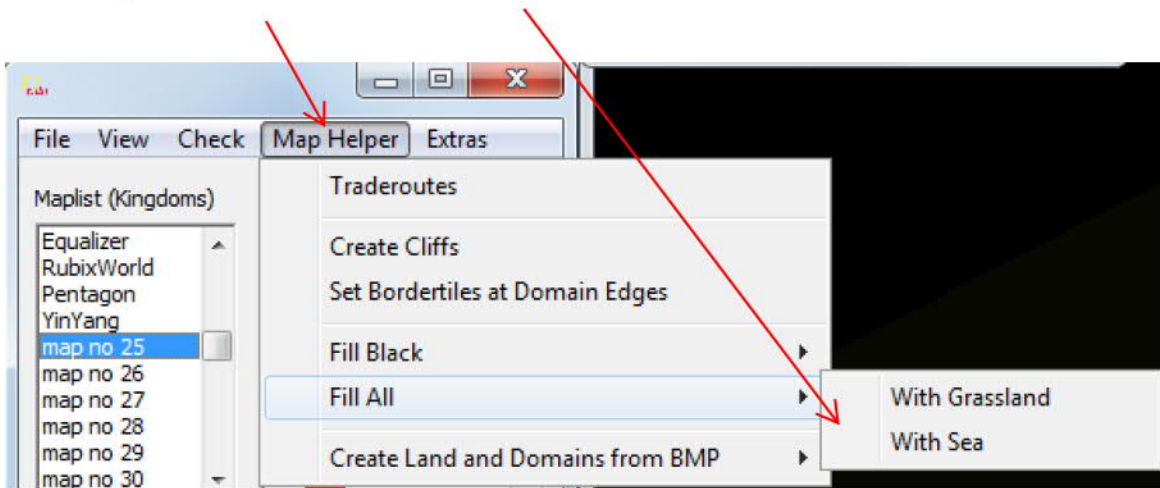 File View Check Map Helper Extras
Maplist (Kingdoms)
Equalizer
RubixWorld
Pentagon
YinYang
map no 25
map no 26
map no 27
map no 28
map no 29
map no 30
Traderoutes
Create Cliffs
Set Bordertiles at Domain Edges
Fill Black
Fill All
Create Land and Domains from BMP
With Grassland
With Sea